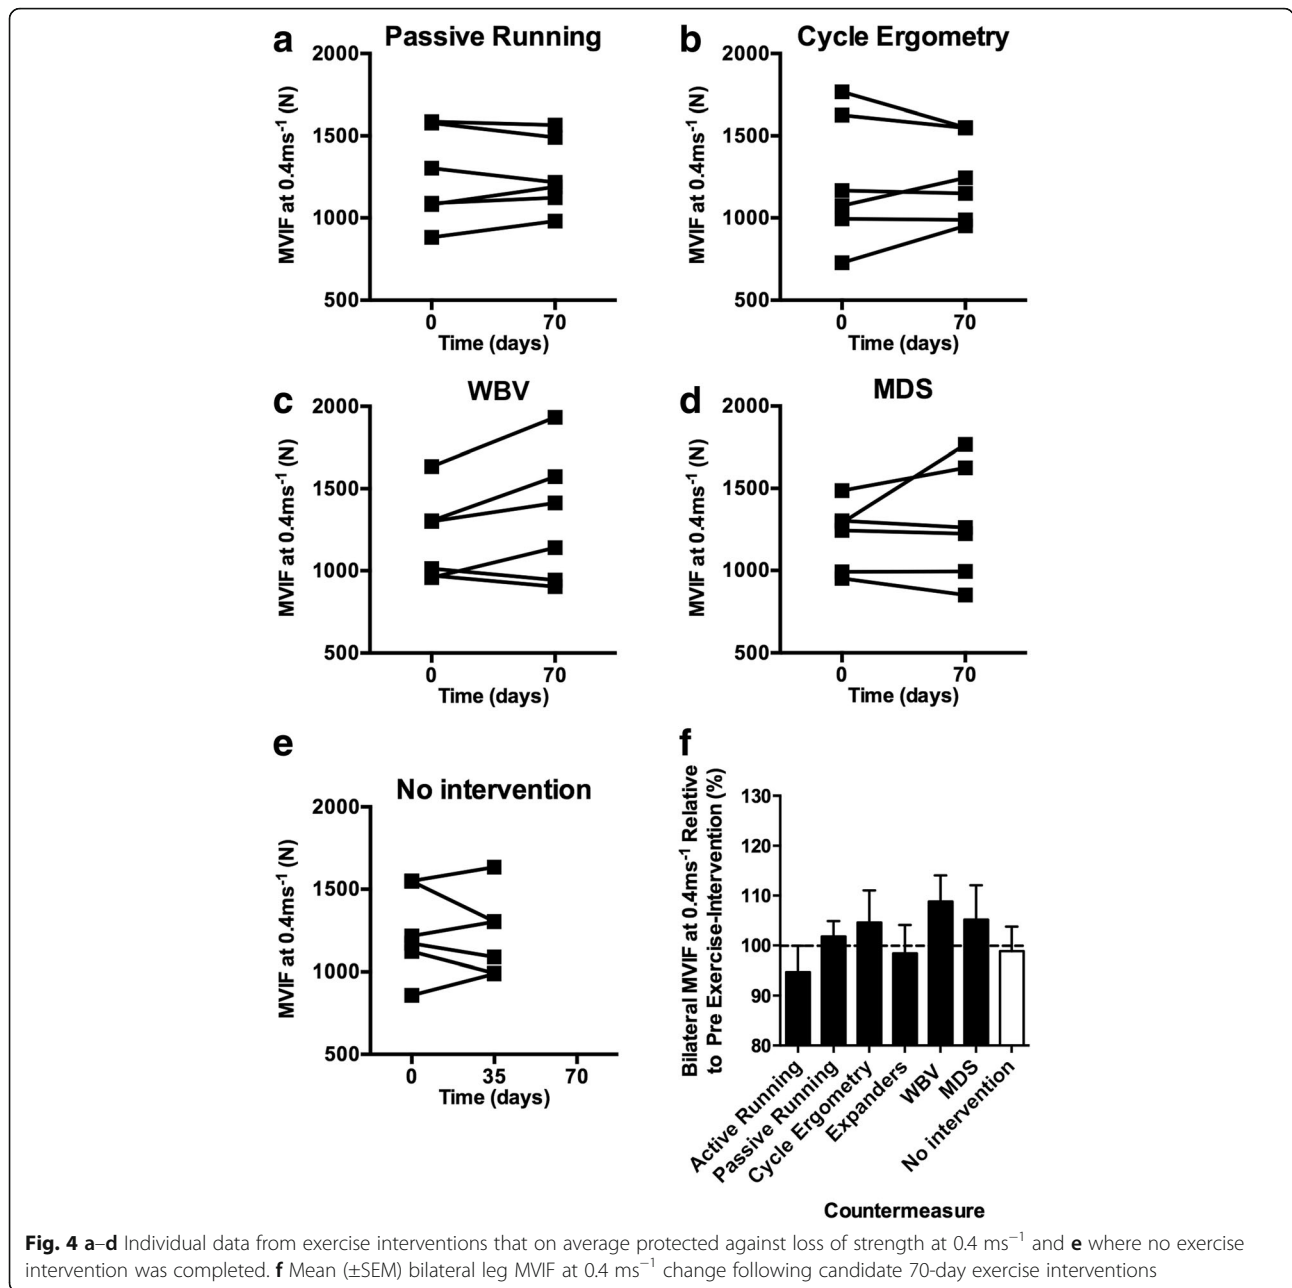 a Passive Running
2000
1500
1000
500
MVIF at 0.4ms⁻¹ (N)
0 70
Time (days)
b Cycle Ergometry
2000
1500
1000
500
MVIF at 0.4ms⁻¹ (N)
0 70
Time (days)
c WBV
2000
1500
1000
500
MVIF at 0.4ms⁻¹ (N)
0 70
Time (days)
d MDS
2000
1500
1000
500
MVIF at 0.4ms⁻¹ (N)
0 70
Time (days)
e No intervention
2000
1500
1000
500
MVIF at 0.4ms⁻¹ (N)
0 35 70
Time (days)
f
Bilateral MVIF at 0.4ms⁻¹ Relative
to Pre Exercise-Intervention (%)
130
120
110
100
90
80
Active Running
Passive Running
Cycle Ergometry
Expanders
WBV
MDS
No intervention
Countermeasure
Fig. 4 a–d Individual data from exercise interventions that on average protected against loss of strength at 0.4 ms⁻¹ and e where no exercise
intervention was completed. f Mean (±SEM) bilateral leg MVIF at 0.4 ms⁻¹ change following candidate 70-day exercise interventions